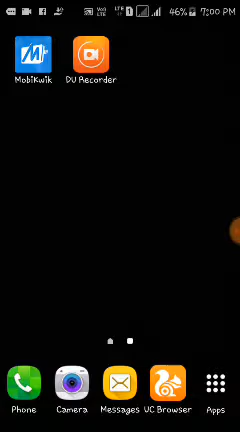 46% 7:00 PM
MobiKwik DU Recorder
Phone Camera Messages UC Browser Apps